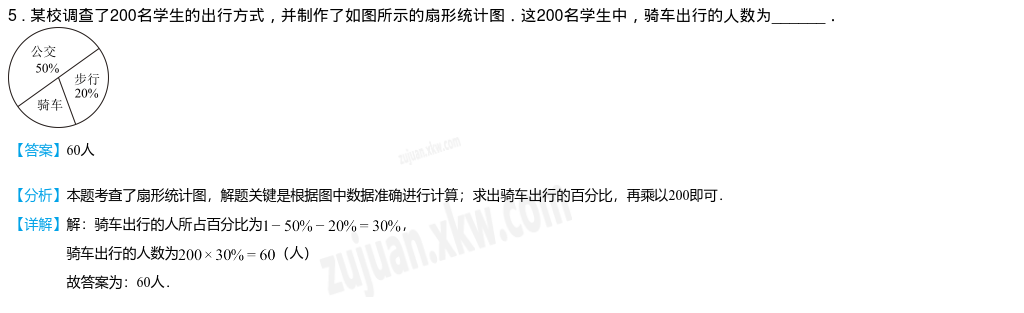 5．某校调查了200名学生的出行方式，并制作了如图所示的扇形统计图．这200名学生中，骑车出行的人数为______．
公交
50%
步行
20%
骑车
【答案】60人
【分析】本题考查了扇形统计图，解题关键是根据图中数据准确进行计算；求出骑车出行的百分比，再乘以200即可．
【详解】解：骑车出行的人所占百分比为1－50%－20%＝30%，
骑车出行的人数为200×30%＝60（人）
故答案为：60人．
zujuan.xkw.com
zujuan.xkw.com